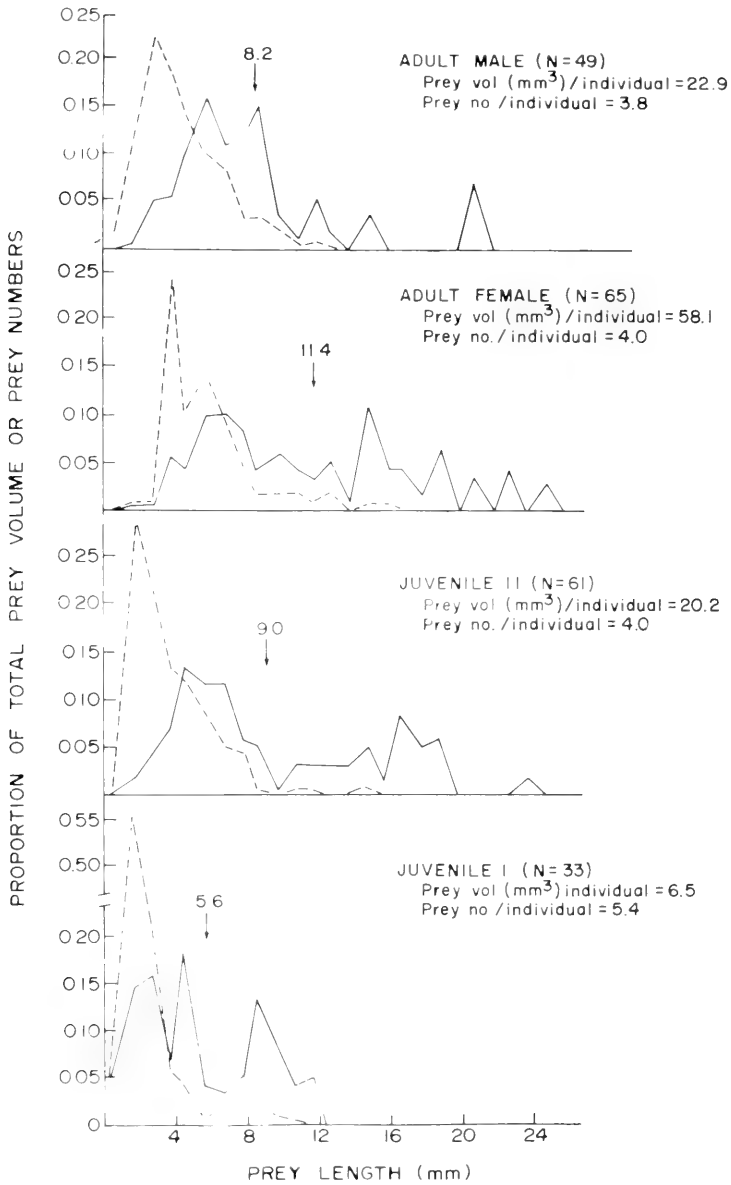 PROPORTION OF TOTAL PREY VOLUME OR PREY NUMBERS
0.25
0.20
0.15
0.10
0.05
8.2
ADULT MALE (N=49)
Prey vol (mm3)/individual=22.9
Prey no/individual=3.8
0.25
0.20
0.15
0.10
0.05
11.4
ADULT FEMALE (N=65)
Prey vol (mm3)/individual=58.1
Prey no./individual=4.0
0.25
0.20
0.15
0.10
0.05
9.0
JUVENILE II (N=61)
Prey vol (mm3)/individual=20.2
Prey no./individual=4.0
0.55
0.50
0.20
0.15
0.10
0.05
0
5.6
JUVENILE I (N=33)
Prey vol (mm3) individual=6.5
Prey no/individual=5.4
4 8 12 16 20 24
PREY LENGTH (mm)